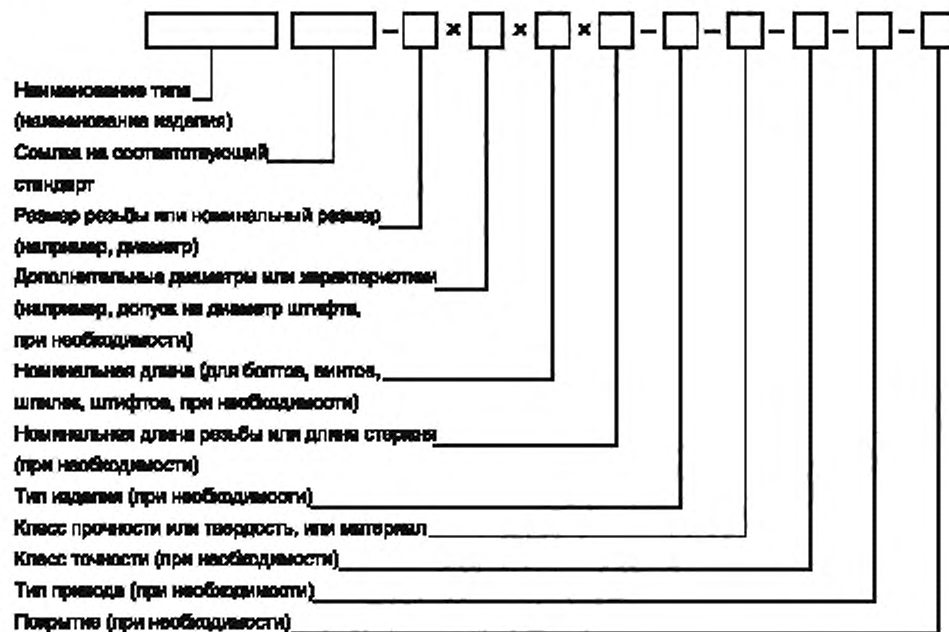 – × × × – – – – –
Наименование типа
(наименование изделия)
Ссылка на соответствующий
стандарт
Размер резьбы или номинальный размер
(например, диаметр)
Дополнительные диаметры или характеристики
(например, допуск на диаметр штифта,
при необходимости)
Номинальная длина (для болтов, винтов,
шпилек, штифтов, при необходимости)
Номинальная длина резьбы или длина стержня
(при необходимости)
Тип изделия (при необходимости)
Класс прочности или твердость, или материал
Класс точности (при необходимости)
Тип привода (при необходимости)
Покрытие (при необходимости)